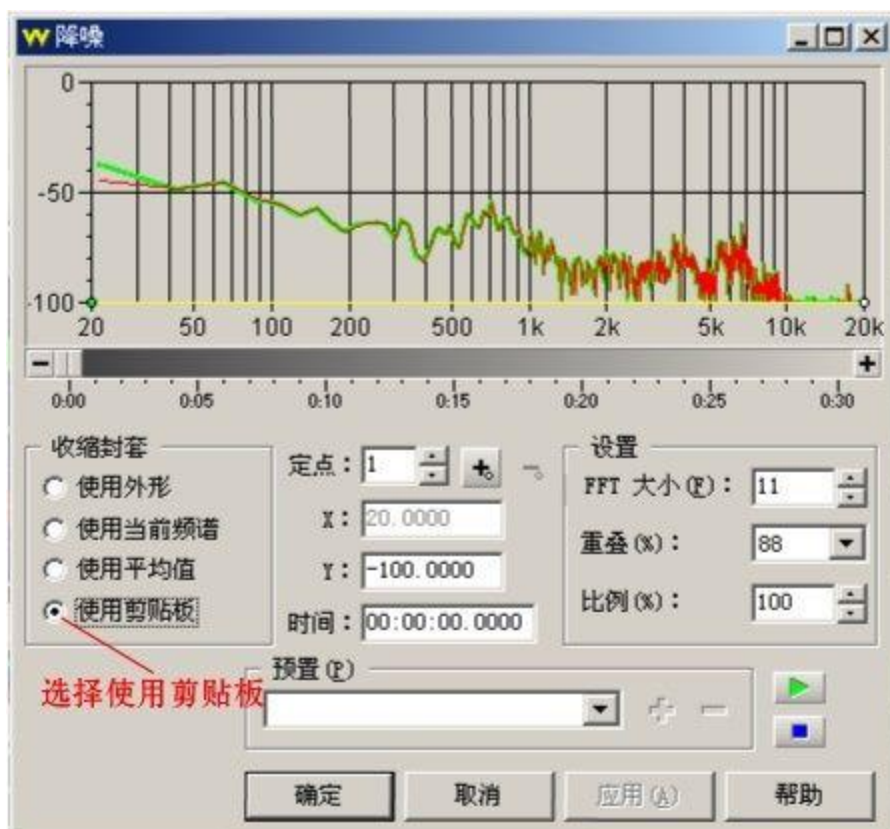 降噪
0
-50
-100
20 50 100 200 500 1k 2k 5k 10k 20k
0:00 0:05 0:10 0:15 0:20 0:25 0:30
收缩封套
使用外形
使用当前频谱
使用平均值
使用剪贴板
选择使用剪贴板
定点：1
X：20.0000
Y：-100.0000
时间：00:00:00.0000
设置
FFT 大小(F)：11
重叠(%)：88
比例(%)：100
预置(P)
确定 取消 应用(A) 帮助